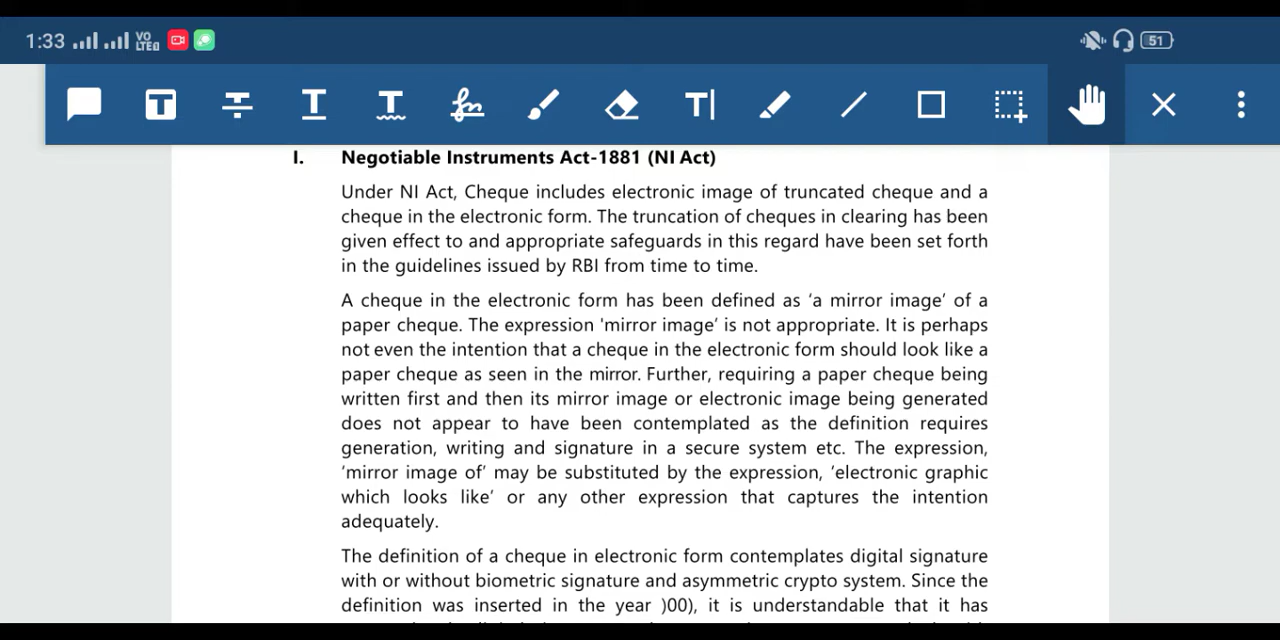 1:33 VO LTE 51
I. Negotiable Instruments Act-1881 (NI Act)
Under NI Act, Cheque includes electronic image of truncated cheque and a
cheque in the electronic form. The truncation of cheques in clearing has been
given effect to and appropriate safeguards in this regard have been set forth
in the guidelines issued by RBI from time to time.
A cheque in the electronic form has been defined as ‘a mirror image’ of a
paper cheque. The expression 'mirror image’ is not appropriate. It is perhaps
not even the intention that a cheque in the electronic form should look like a
paper cheque as seen in the mirror. Further, requiring a paper cheque being
written first and then its mirror image or electronic image being generated
does not appear to have been contemplated as the definition requires
generation, writing and signature in a secure system etc. The expression,
‘mirror image of’ may be substituted by the expression, ‘electronic graphic
which looks like’ or any other expression that captures the intention
adequately.
The definition of a cheque in electronic form contemplates digital signature
with or without biometric signature and asymmetric crypto system. Since the
definition was inserted in the year )00), it is understandable that it has